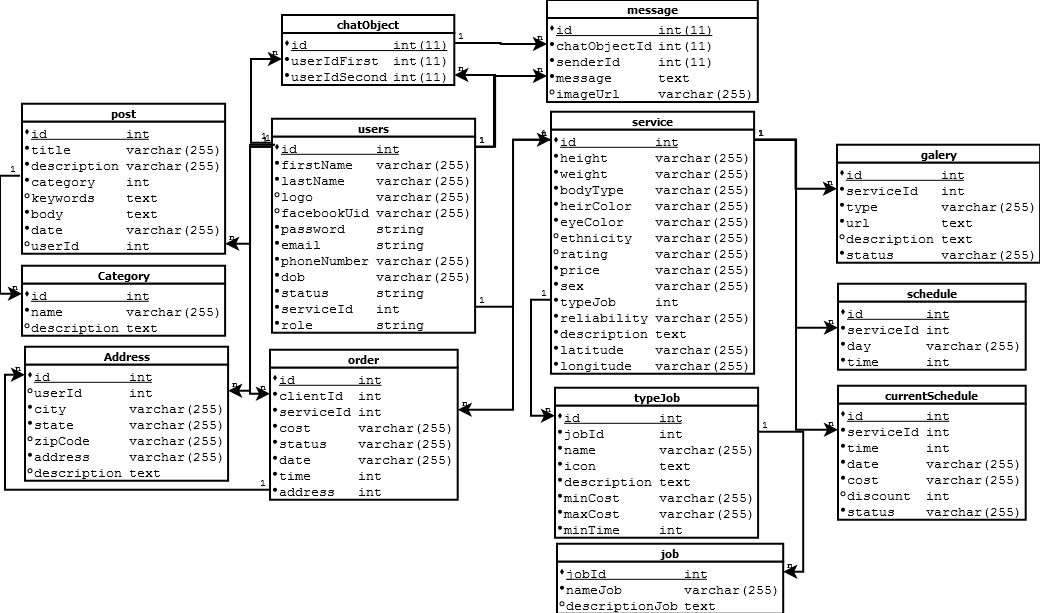 chatObject
id int(11)
userIdFirst int(11)
userIdSecond int(11)
message
id int(11)
chatObjectId int(11)
senderId int(11)
message text
imageUrl varchar(255)
post
id int
title varchar(255)
description varchar(255)
category int
keywords text
body text
date varchar(255)
userId int
users
id int
firstName varchar(255)
lastName varchar(255)
logo varchar(255)
facebookUid varchar(255)
password string
email string
phoneNumber varchar(255)
dob varchar(255)
status string
serviceId int
role string
service
id int
height varchar(255)
weight varchar(255)
bodyType varchar(255)
heirColor varchar(255)
eyeColor varchar(255)
ethnicity varchar(255)
rating varchar(255)
price varchar(255)
sex varchar(255)
typeJob int
reliability varchar(255)
description text
latitude varchar(255)
longitude varchar(255)
galery
id int
serviceId int
type varchar(255)
url text
description text
status varchar(255)
Category
id int
name varchar(255)
description text
schedule
id int
serviceId int
day varchar(255)
time int
Address
id int
userId int
city varchar(255)
state varchar(255)
zipCode varchar(255)
address varchar(255)
description text
order
id int
clientId int
serviceId int
cost varchar(255)
status varchar(255)
date varchar(255)
time int
address int
typeJob
id int
jobId int
name varchar(255)
icon text
description text
minCost varchar(255)
maxCost varchar(255)
minTime int
currentSchedule
id int
serviceId int
time int
date varchar(255)
cost varchar(255)
discount int
status varchar(255)
job
jobId int
nameJob varchar(255)
descriptionJob text
1
1
1
1
1
1
1
1
n
n
n
n
n
n
n
n
n
n
n
n
n
n